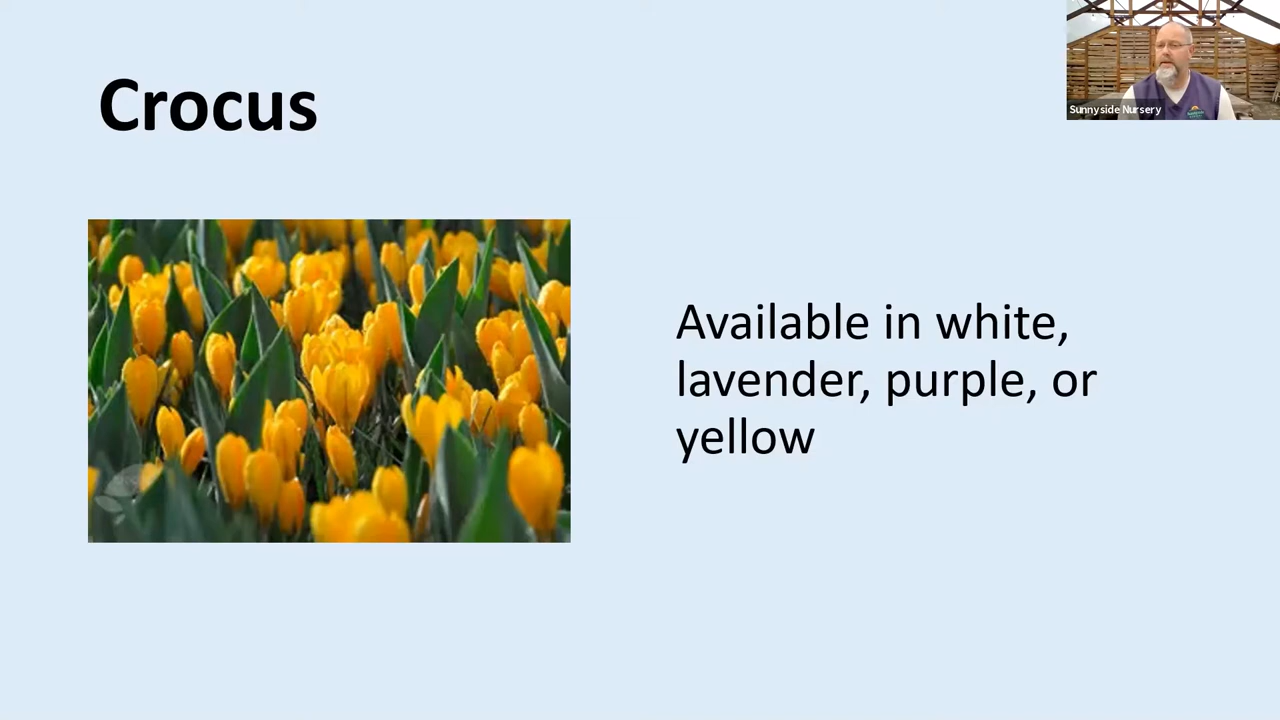 Crocus
Sunnyside Nursery
Available in white,
lavender, purple, or
yellow